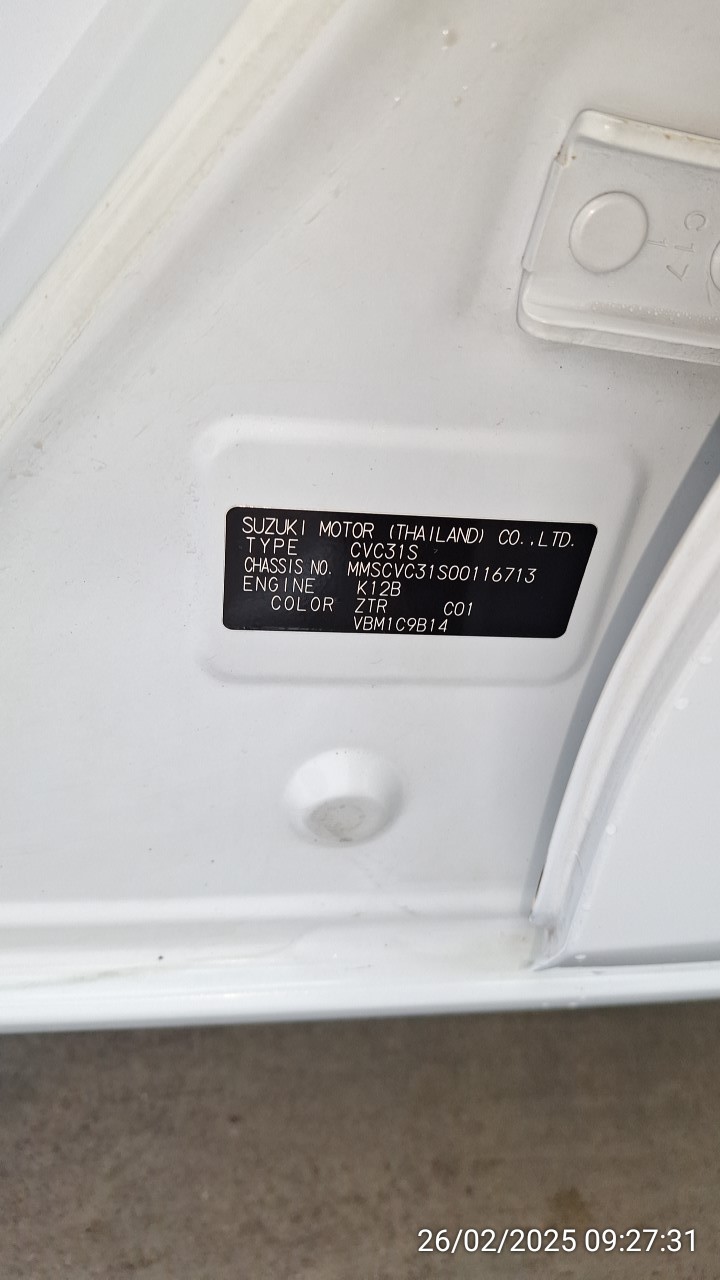 SUZUKI MOTOR (THAILAND) CO.,LTD.
TYPE CVC31S
CHASSIS NO. MMSCVC31S00116713
ENGINE K12B
COLOR ZTR C01
VBM1C9B14
26/02/2025 09:27:31